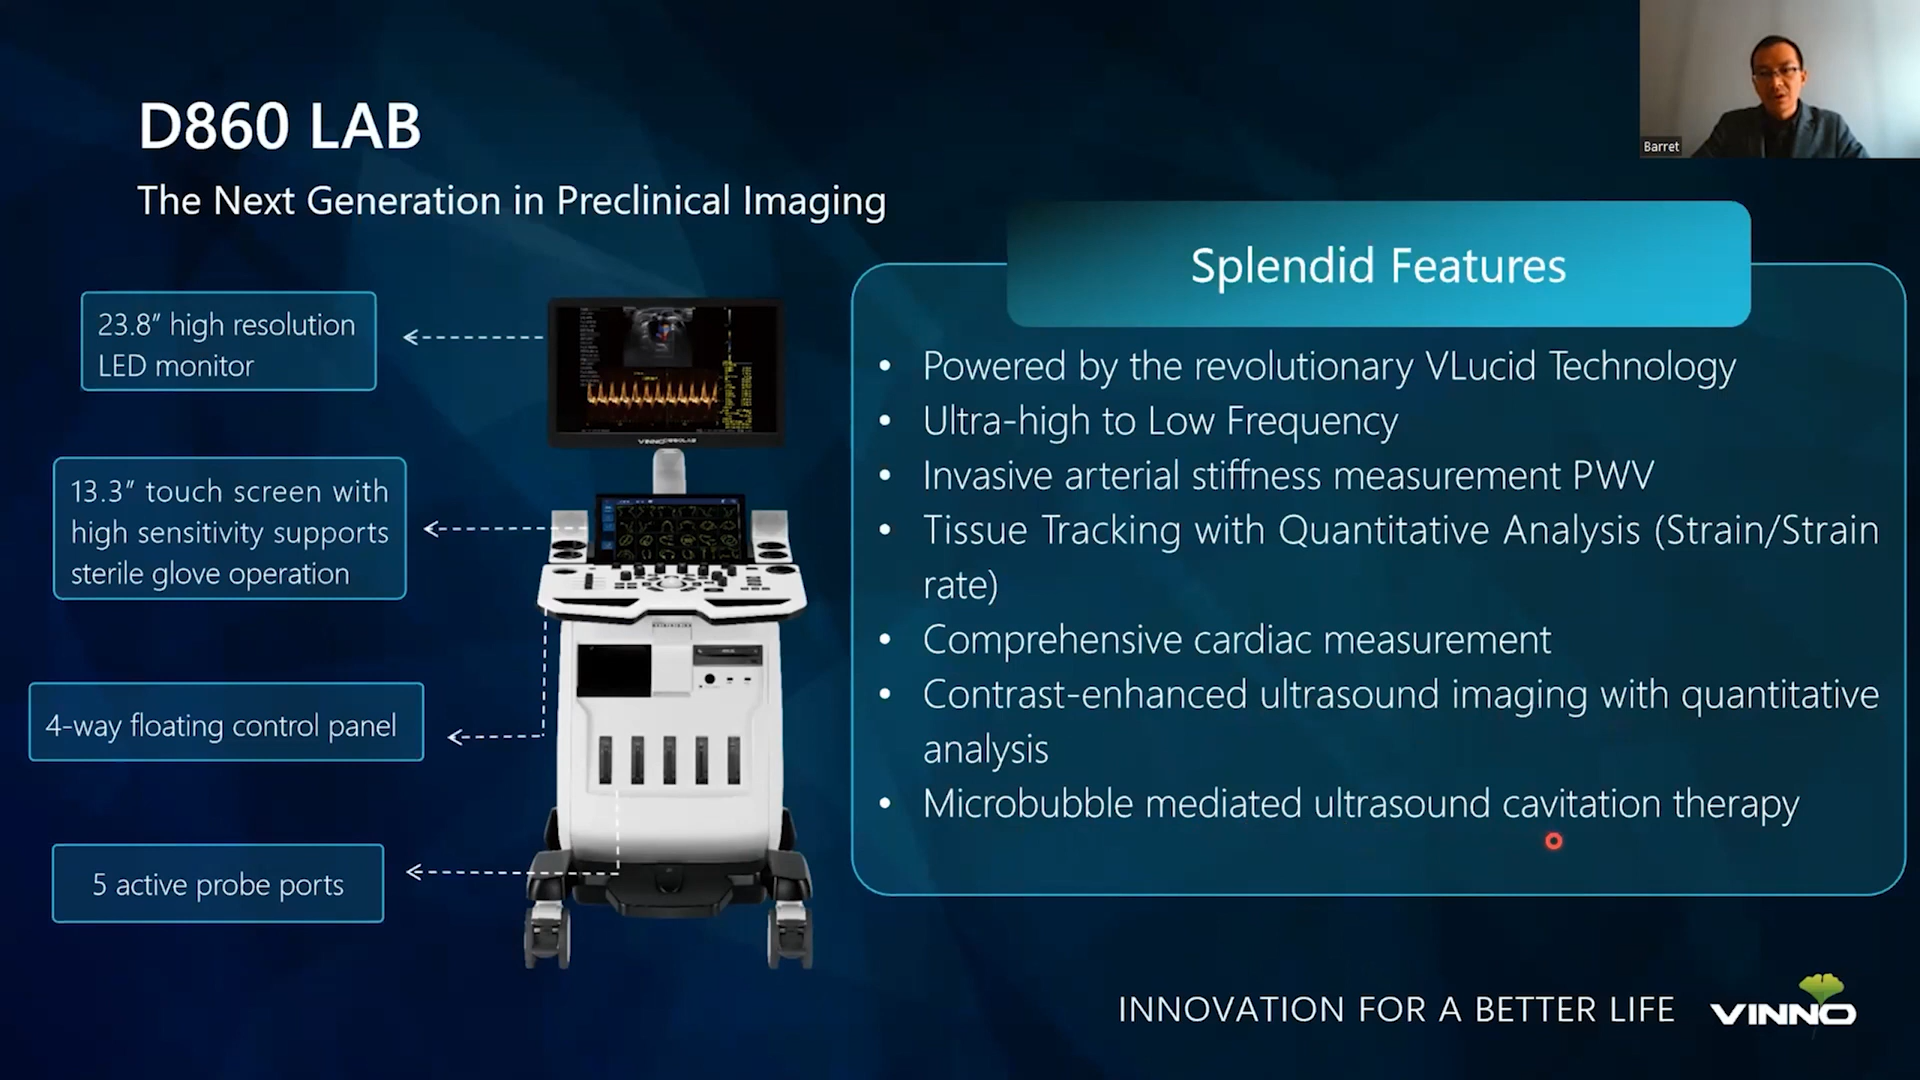 Barret
D860 LAB
The Next Generation in Preclinical Imaging
23.8″ high resolution
LED monitor
13.3″ touch screen with
high sensitivity supports
sterile glove operation
4-way floating control panel
5 active probe ports
VINNO D860LAB
Splendid Features
• Powered by the revolutionary VLucid Technology
• Ultra-high to Low Frequency
• Invasive arterial stiffness measurement PWV
• Tissue Tracking with Quantitative Analysis (Strain/Strain
rate)
• Comprehensive cardiac measurement
• Contrast-enhanced ultrasound imaging with quantitative
analysis
• Microbubble mediated ultrasound cavitation therapy
INNOVATION FOR A BETTER LIFE
VINNO